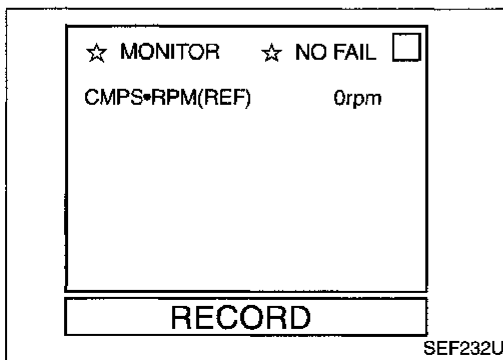 ☆ MONITOR ☆ NO FAIL
CMPS•RPM(REF) 0rpm
RECORD
SEF232U